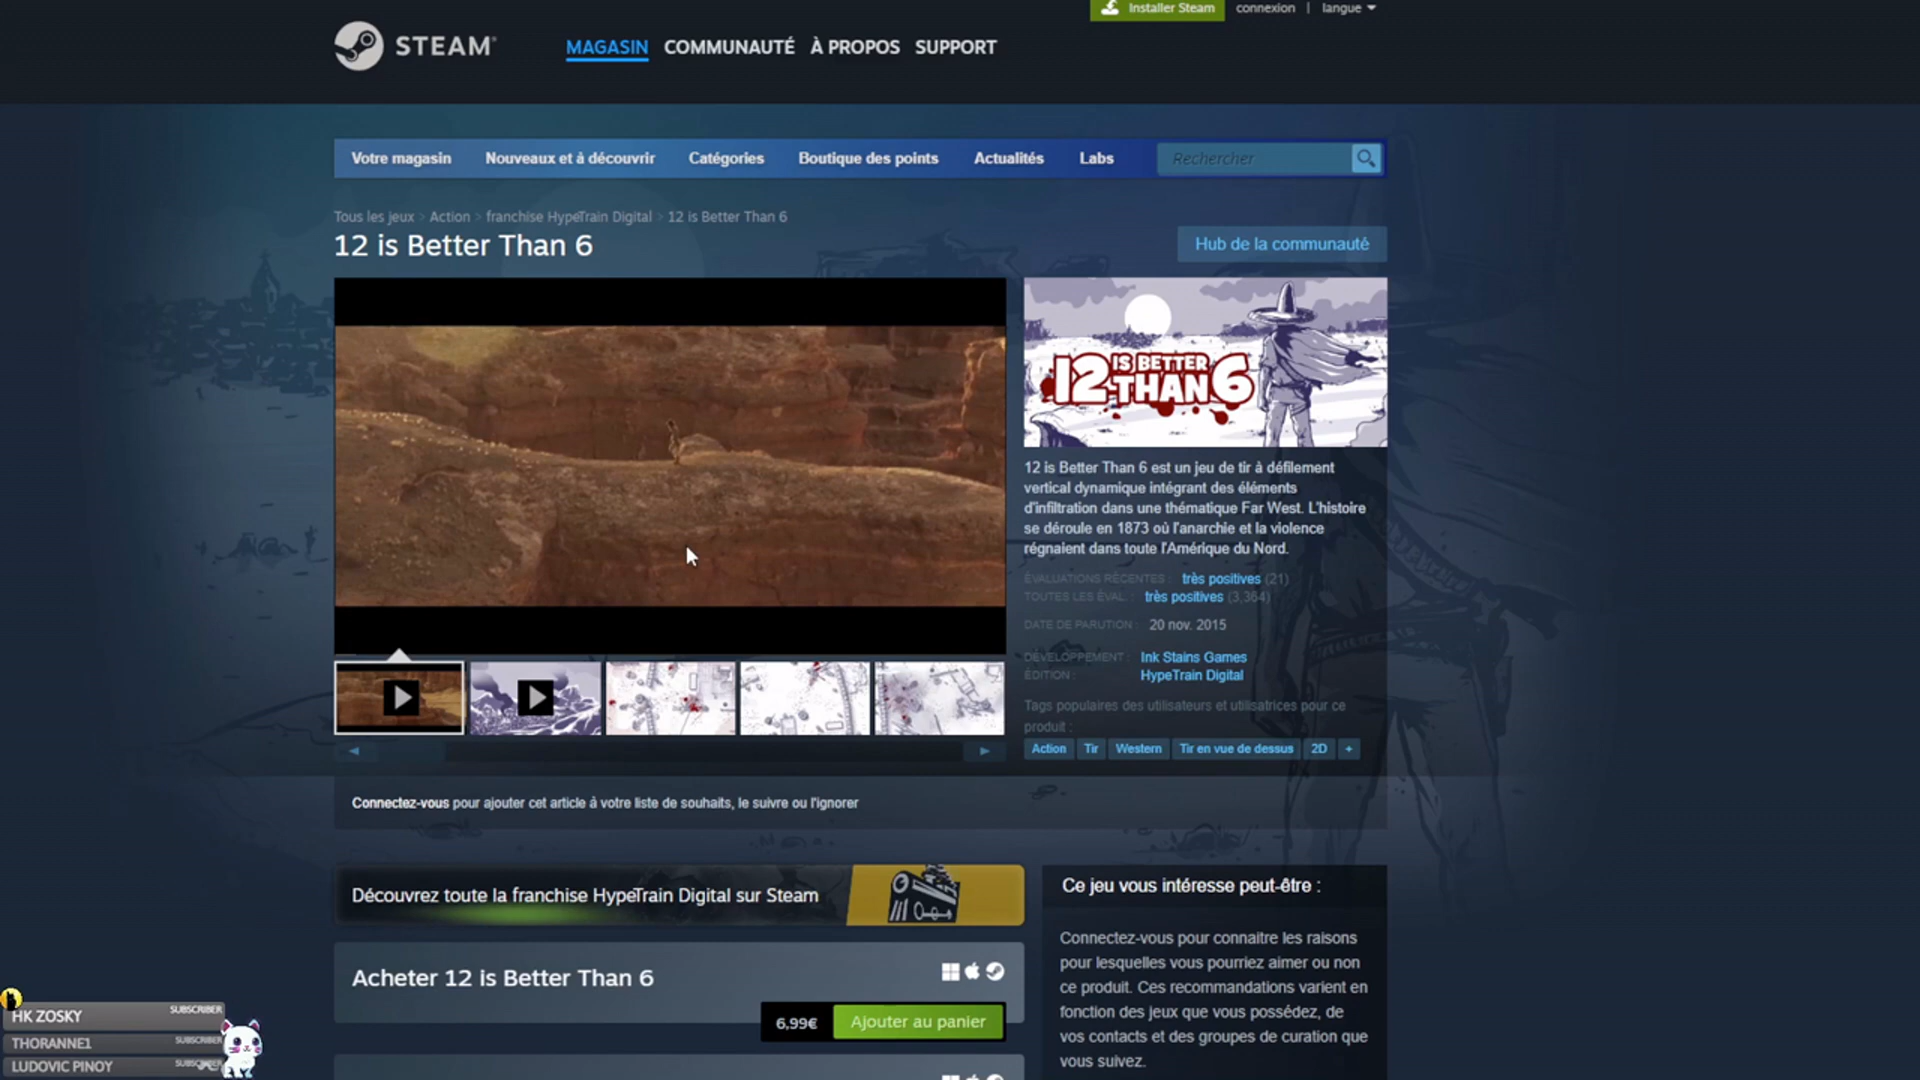 Installer Steam
connexion | langue
STEAM
MAGASIN COMMUNAUTÉ À PROPOS SUPPORT
Votre magasin Nouveaux et à découvrir Catégories Boutique des points Actualités Labs Rechercher
Tous les jeux > Action > franchise HypeTrain Digital > 12 is Better Than 6
12 is Better Than 6
Hub de la communauté
12 IS BETTER THAN 6
12 is Better Than 6 est un jeu de tir à défilement
vertical dynamique intégrant des éléments
d'infiltration dans une thématique Far West. L'histoire
se déroule en 1873 où l'anarchie et la violence
régnaient dans toute l'Amérique du Nord.
ÉVALUATIONS RÉCENTES : très positives (21)
TOUTES LES ÉVAL. : très positives (3,364)
DATE DE PARUTION : 20 nov. 2015
DÉVELOPPEMENT : Ink Stains Games
ÉDITION : HypeTrain Digital
Tags populaires des utilisateurs et utilisatrices pour ce
produit :
Action Tir Western Tir en vue de dessus 2D +
Connectez-vous pour ajouter cet article à votre liste de souhaits, le suivre ou l'ignorer
Découvrez toute la franchise HypeTrain Digital sur Steam
Acheter 12 is Better Than 6
6,99€ Ajouter au panier
Ce jeu vous intéresse peut-être :
Connectez-vous pour connaitre les raisons
pour lesquelles vous pourriez aimer ou non
ce produit. Ces recommandations varient en
fonction des jeux que vous possédez, de
vos contacts et des groupes de curation que
vous suivez.
HK ZOSKY SUBSCRIBER
THORANNE1 SUBSCRIBER
LUDOVIC PINOY SUBSCRIBER